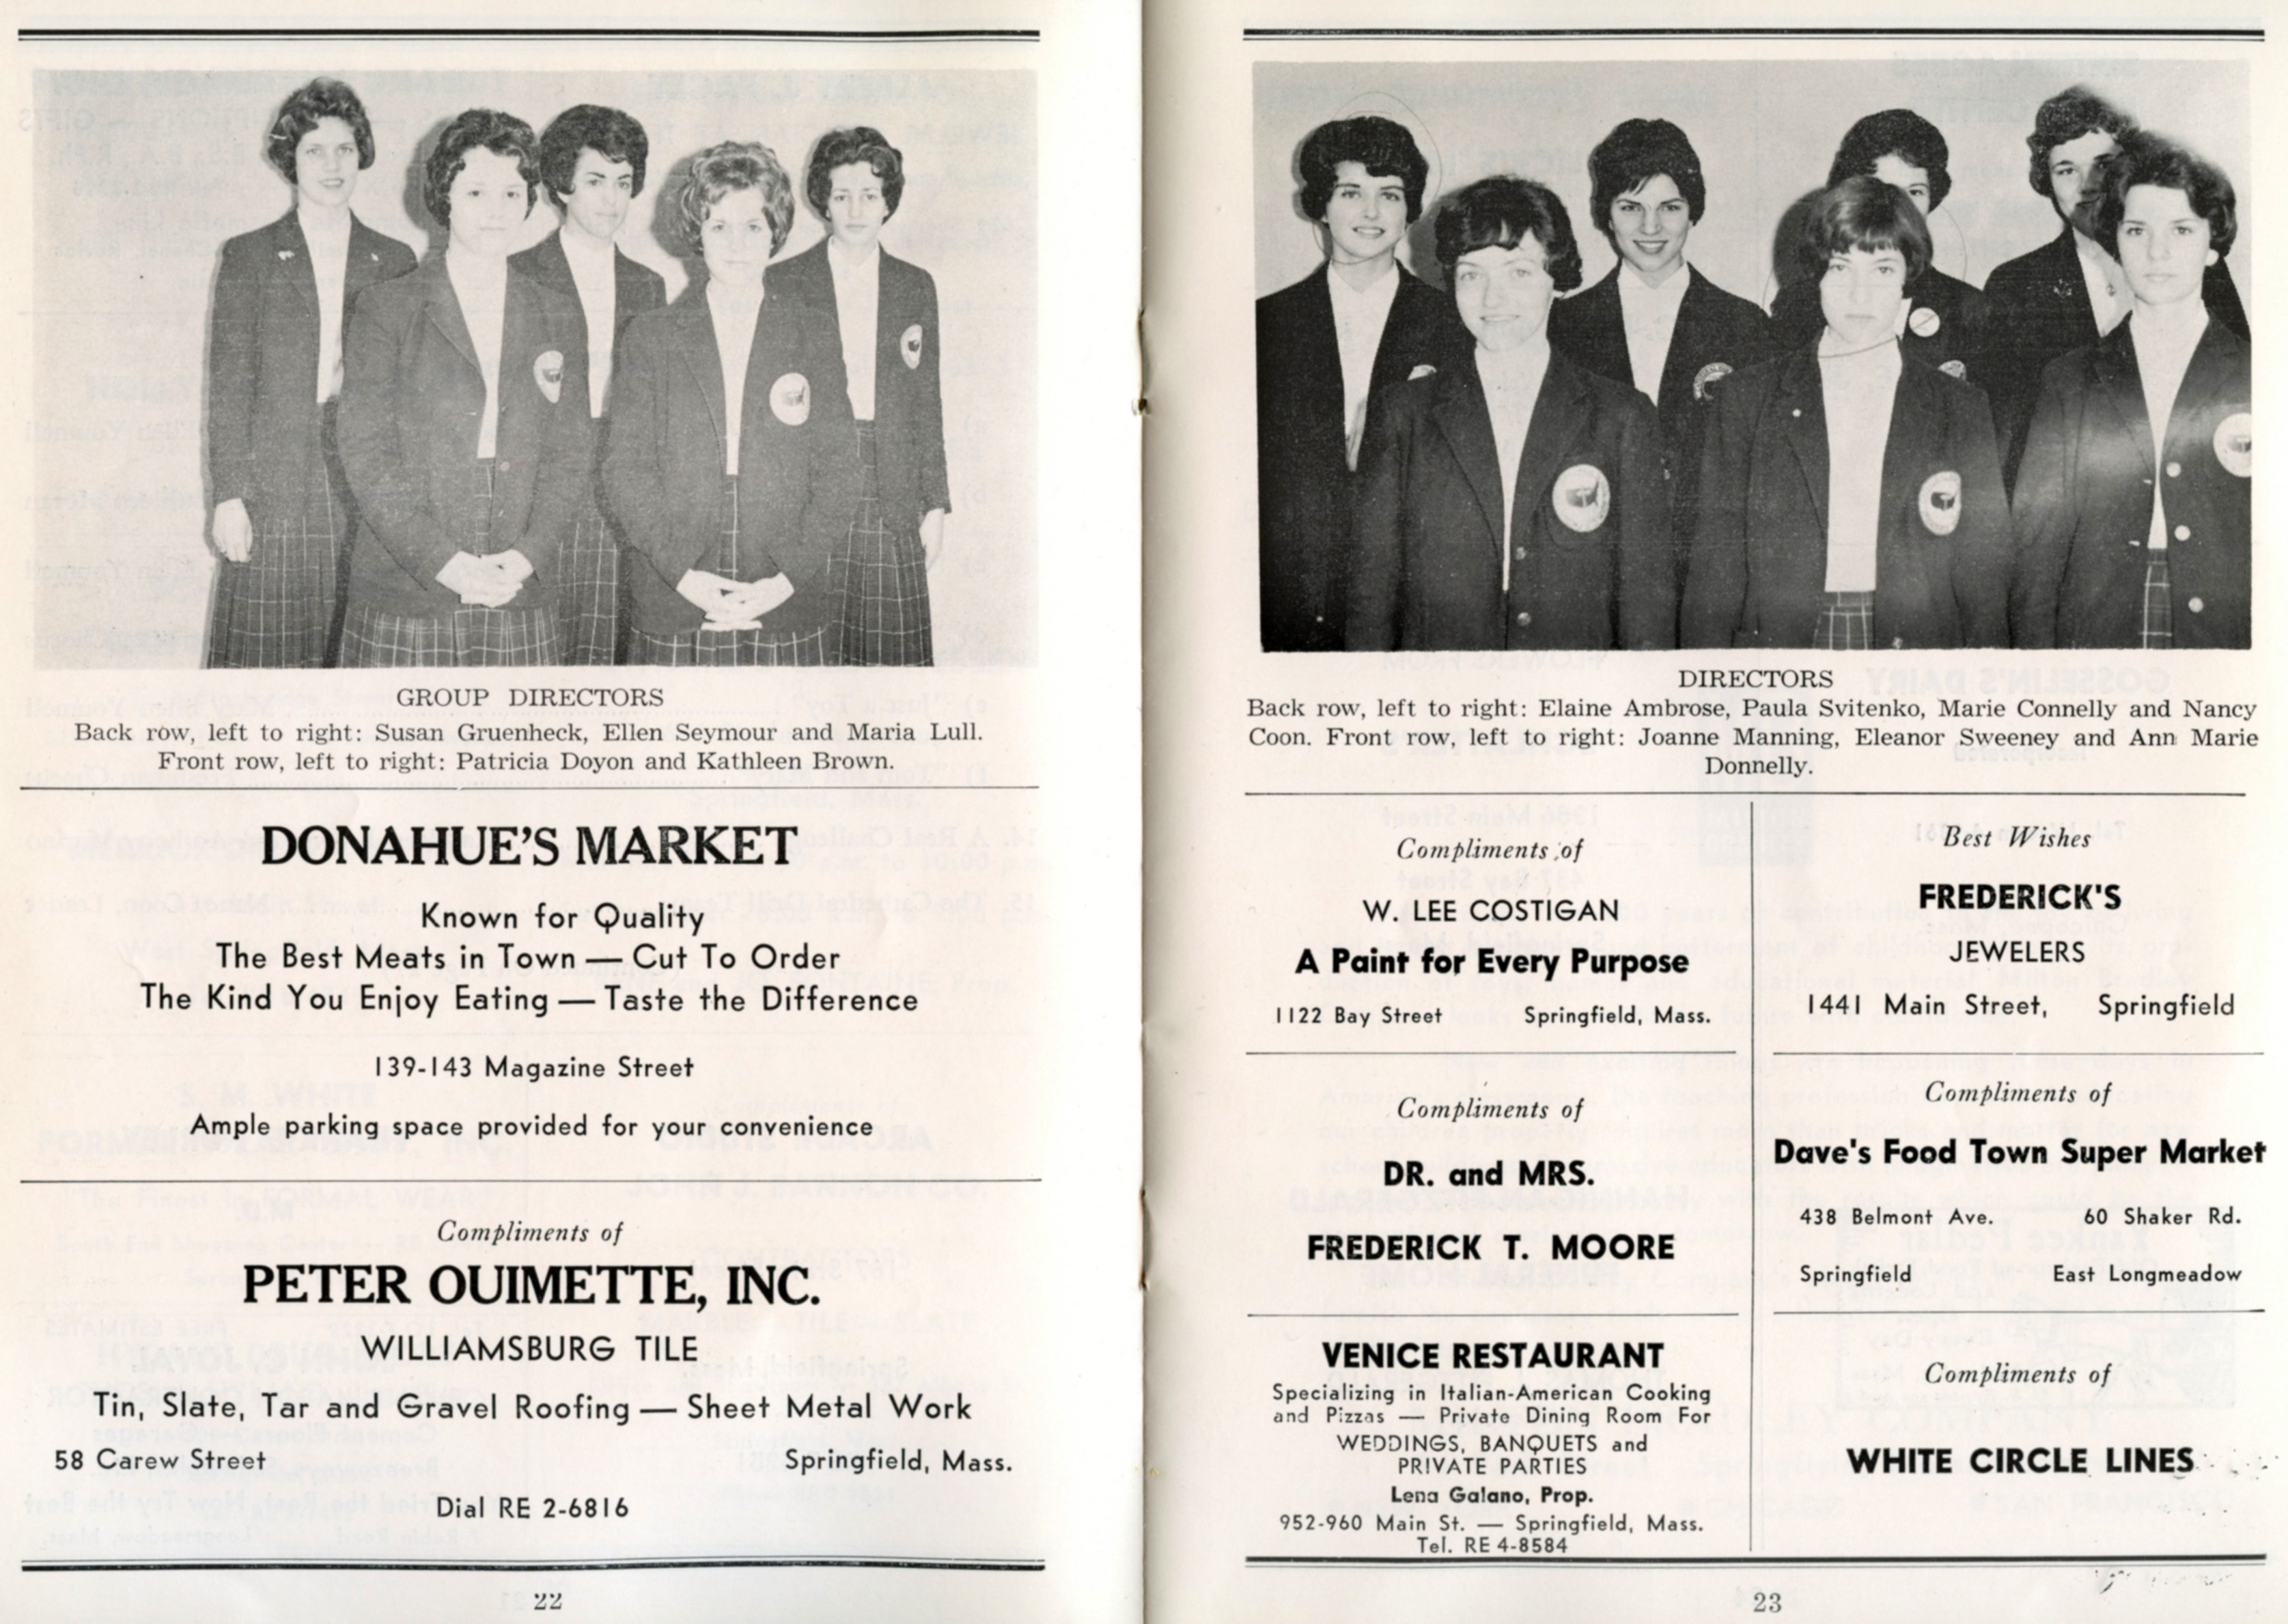 GROUP DIRECTORS
Back row, left to right: Susan Gruenheck, Ellen Seymour and Maria Lull.
Front row, left to right: Patricia Doyon and Kathleen Brown.
DONAHUE'S MARKET
Known for Quality
The Best Meats in Town — Cut To Order
The Kind You Enjoy Eating — Taste the Difference
139-143 Magazine Street
Ample parking space provided for your convenience
Compliments of
PETER OUIMETTE, INC.
WILLIAMSBURG TILE
Tin, Slate, Tar and Gravel Roofing — Sheet Metal Work
58 Carew Street Springfield, Mass.
Dial RE 2-6816
22
DIRECTORS
Back row, left to right: Elaine Ambrose, Paula Svitenko, Marie Connelly and Nancy
Coon. Front row, left to right: Joanne Manning, Eleanor Sweeney and Ann Marie
Donnelly.
Compliments of
W. LEE COSTIGAN
A Paint for Every Purpose
1122 Bay Street Springfield, Mass.
Compliments of
DR. and MRS.
FREDERICK T. MOORE
VENICE RESTAURANT
Specializing in Italian-American Cooking
and Pizzas — Private Dining Room For
WEDDINGS, BANQUETS and
PRIVATE PARTIES
Lena Galano, Prop.
952-960 Main St. — Springfield, Mass.
Tel. RE 4-8584
Best Wishes
FREDERICK'S
JEWELERS
1441 Main Street, Springfield
Compliments of
Dave's Food Town Super Market
438 Belmont Ave. 60 Shaker Rd.
Springfield East Longmeadow
Compliments of
WHITE CIRCLE LINES
23